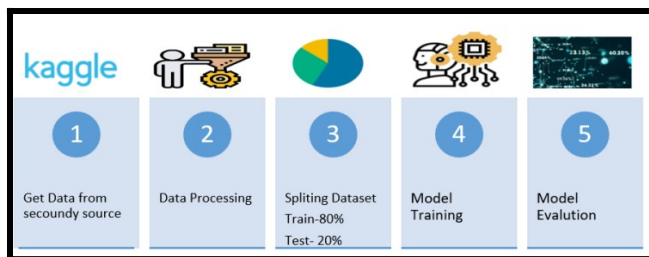 kaggle
1
Get Data from
secoundy source
2
Data Processing
3
Spliting Dataset
Train-80%
Test- 20%
4
Model
Training
5
Model
Evalution